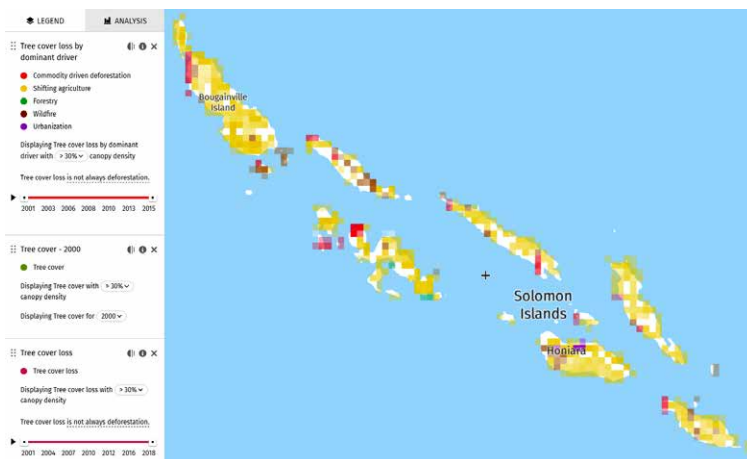 LEGEND
ANALYSIS
Tree cover loss by
dominant driver
Commodity driven deforestation
Shifting agriculture
Forestry
Wildfire
Urbanization
Displaying Tree cover loss by dominant
driver with > 30% canopy density
Tree cover loss is not always deforestation.
2001 2003 2006 2008 2010 2013 2015
Tree cover - 2000
Tree cover
Displaying Tree cover with > 30%
canopy density
Displaying Tree cover for 2000
Tree cover loss
Tree cover loss
Displaying Tree cover loss with > 30%
canopy density
Tree cover loss is not always deforestation.
2001 2004 2007 2010 2012 2016 2018
Bougainville
Island
Solomon
Islands
Honiara